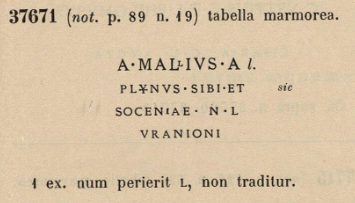 37671 (not. p. 89 n. 19) tabella marmorea.
A·MALLIVS·A l.
PLYNVS·SIBI·ET sic
SOCENIAE·N·L
VRANIONI
1 ex. num perierit L, non traditur.